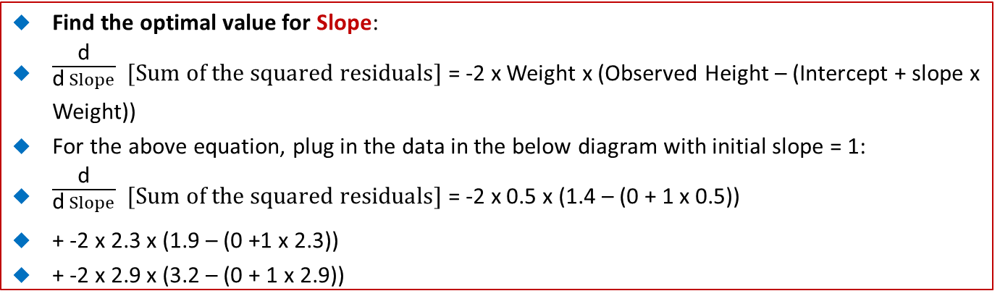 ◆ Find the optimal value for Slope:
d
◆ d Slope [Sum of the squared residuals] = -2 x Weight x (Observed Height – (Intercept + slope x
Weight))
◆ For the above equation, plug in the data in the below diagram with initial slope = 1:
d
◆ d Slope [Sum of the squared residuals] = -2 x 0.5 x (1.4 – (0 + 1 x 0.5))
◆ + -2 x 2.3 x (1.9 – (0 +1 x 2.3))
◆ + -2 x 2.9 x (3.2 – (0 + 1 x 2.9))